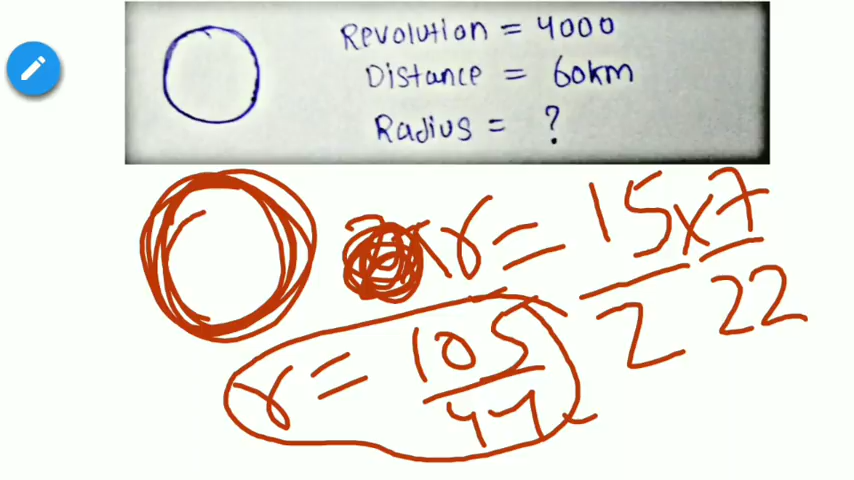 Revolution = 4000
Distance = 60km
Radius = ?
r = 15 x 7
2 22
r = 105
44